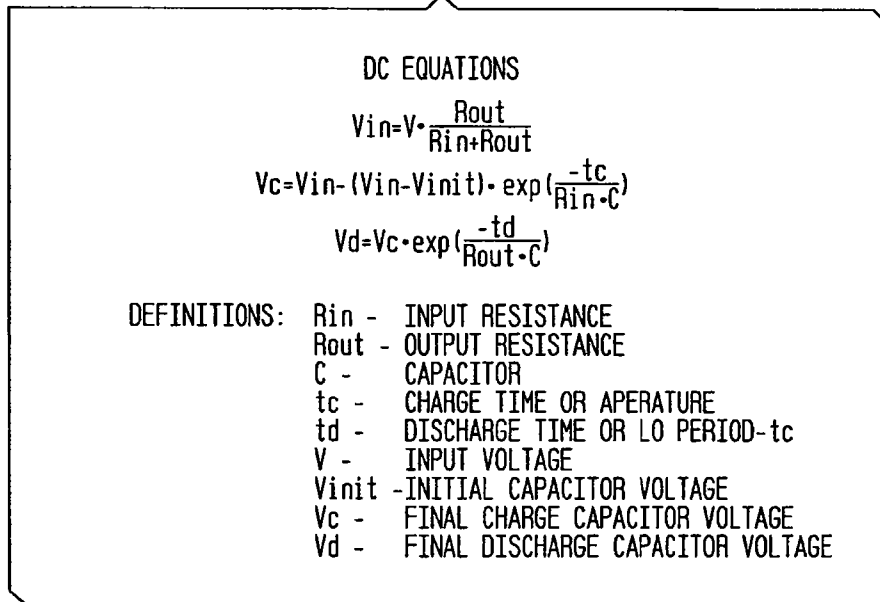 DC EQUATIONS
Vin=V•Rout/Rin+Rout
Vc=Vin-(Vin-Vinit)•exp(-tc/Rin•C)
Vd=Vc•exp(-td/Rout•C)
DEFINITIONS: Rin - INPUT RESISTANCE
Rout - OUTPUT RESISTANCE
C - CAPACITOR
tc - CHARGE TIME OR APERATURE
td - DISCHARGE TIME OR LO PERIOD-tc
V - INPUT VOLTAGE
Vinit -INITIAL CAPACITOR VOLTAGE
Vc - FINAL CHARGE CAPACITOR VOLTAGE
Vd - FINAL DISCHARGE CAPACITOR VOLTAGE